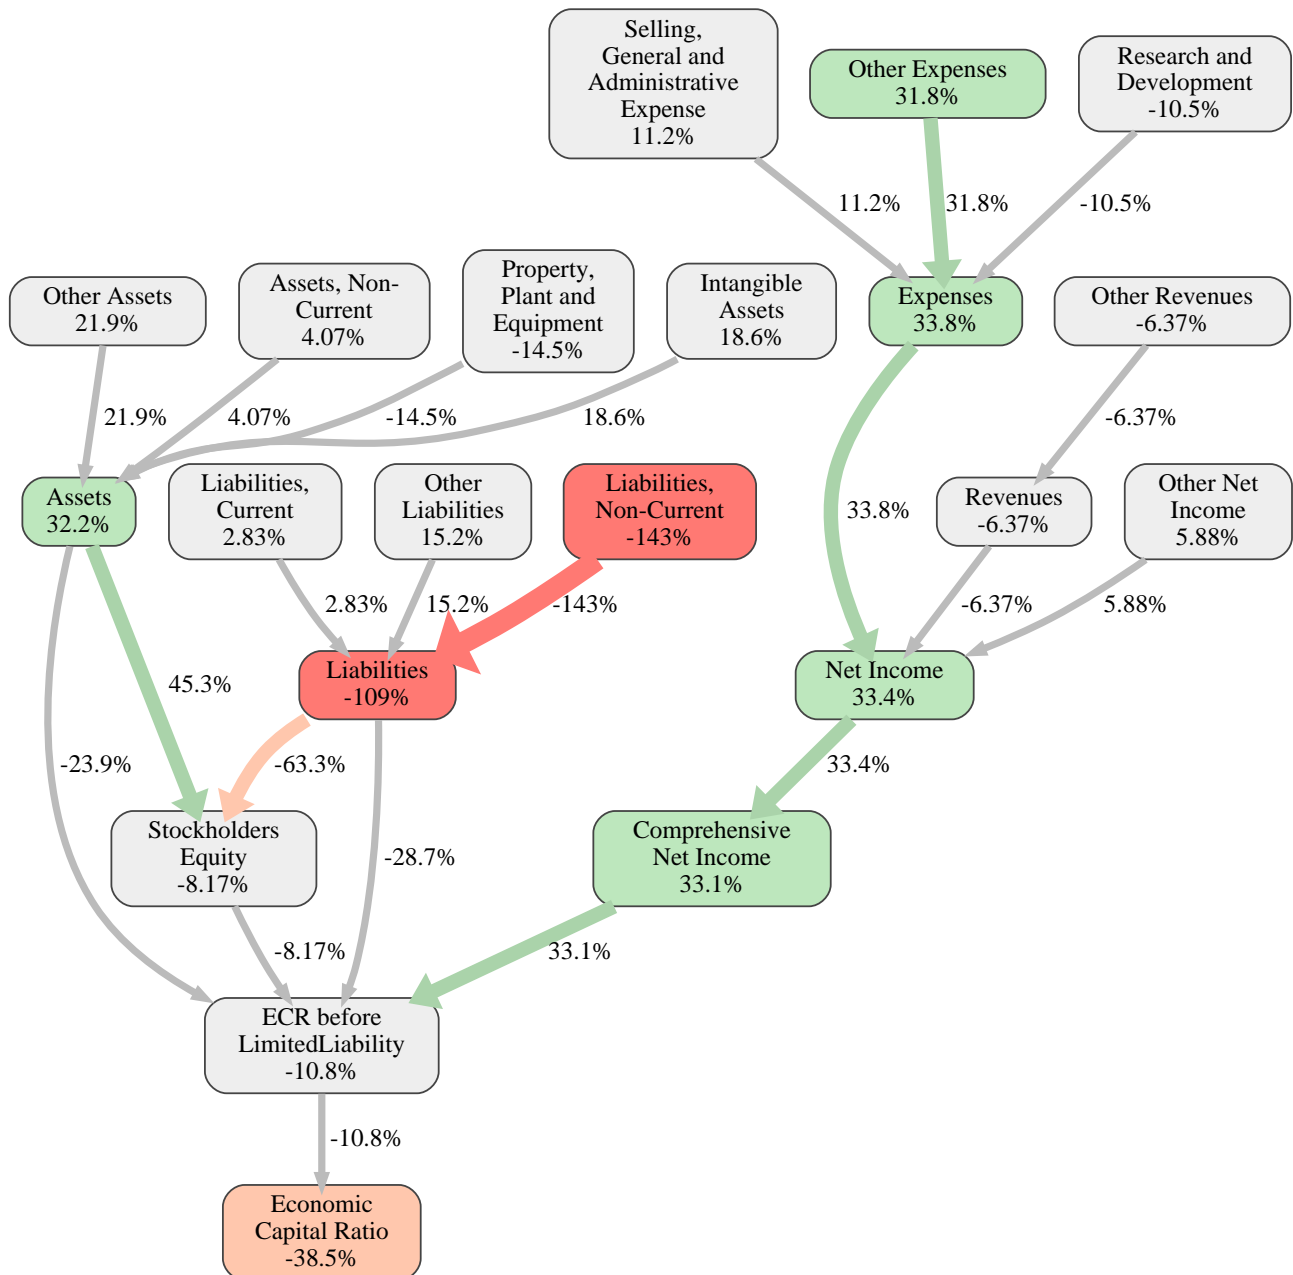 Selling,
General and
Administrative
Expense
11.2%
Other Expenses
31.8%
Research and
Development
-10.5%
11.2%
31.8%
-10.5%
Other Assets
21.9%
Assets, Non-
Current
4.07%
Property,
Plant and
Equipment
-14.5%
Intangible
Assets
18.6%
Expenses
33.8%
Other Revenues
-6.37%
21.9%
4.07%
-14.5%
18.6%
-6.37%
Assets
32.2%
Liabilities,
Current
2.83%
Other
Liabilities
15.2%
Liabilities,
Non-Current
-143%
33.8%
Revenues
-6.37%
Other Net
Income
5.88%
2.83%
15.2%
-143%
-6.37%
5.88%
Liabilities
-109%
Net Income
33.4%
45.3%
-23.9%
-63.3%
33.4%
Stockholders
Equity
-8.17%
-28.7%
Comprehensive
Net Income
33.1%
-8.17%
33.1%
ECR before
LimitedLiability
-10.8%
-10.8%
Economic
Capital Ratio
-38.5%